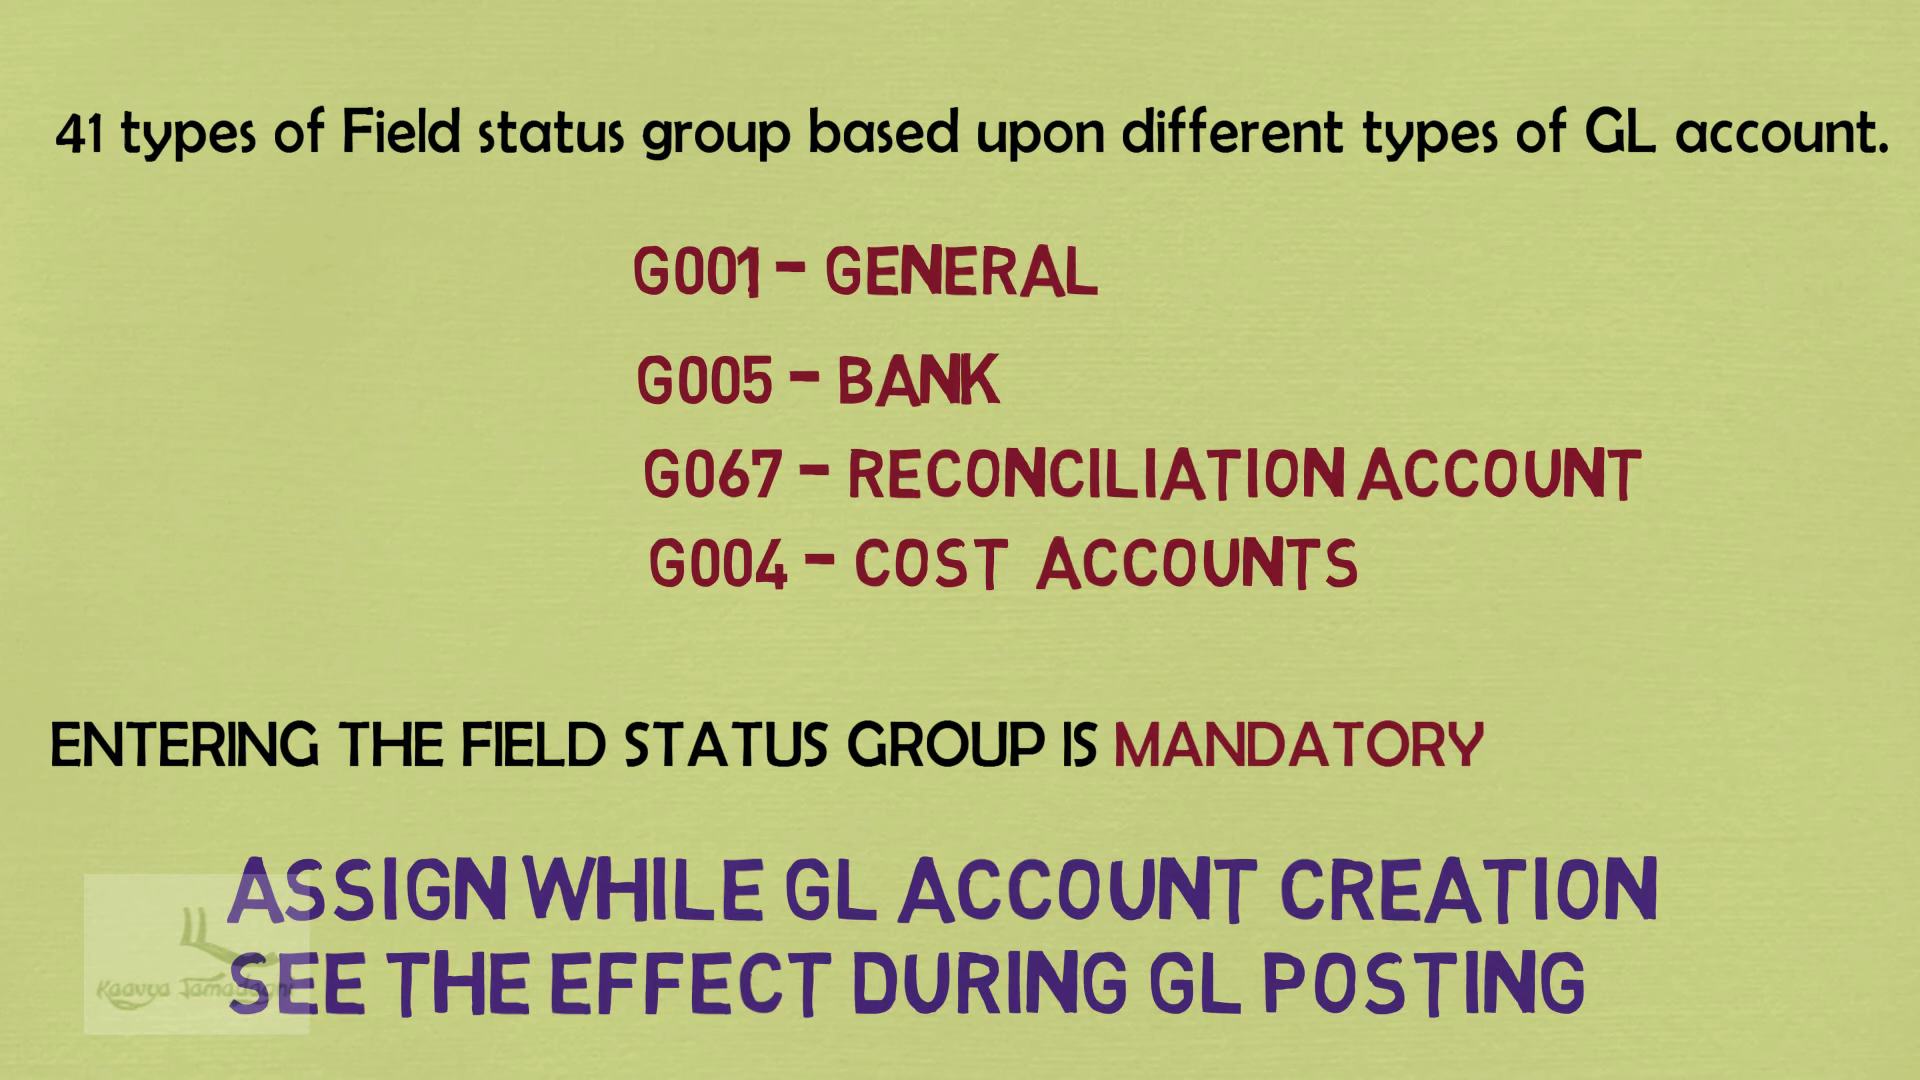 41 types of Field status group based upon different types of GL account.
G001 - GENERAL
G005 - BANK
G067 - RECONCILIATION ACCOUNT
G004 - COST ACCOUNTS
ENTERING THE FIELD STATUS GROUP IS MANDATORY
ASSIGN WHILE GL ACCOUNT CREATION
SEE THE EFFECT DURING GL POSTING
Kaavya Jamadagni